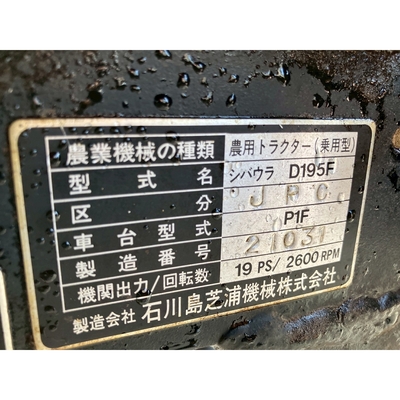 農業機械の種類 農用トラクター(乗用型)
型式名 シバウラ D195F
区分 J P C
車台型式 P1F
製造番号 21031
機関出力/回転数 19 PS/2600 RPM
製造会社 石川島芝浦機械株式会社